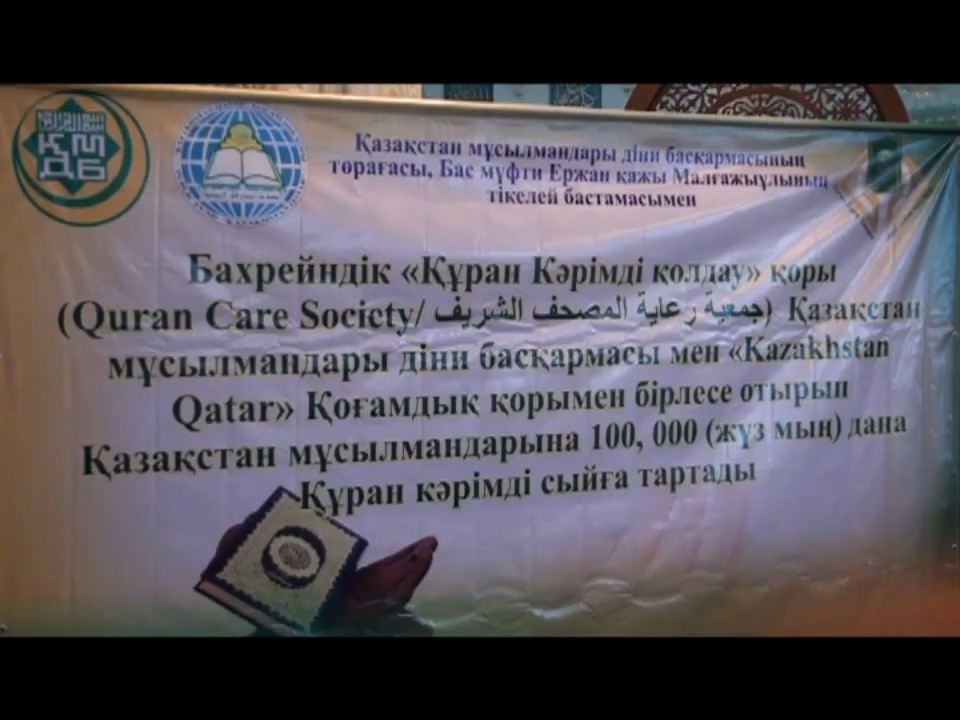 ҚМ
ДБ
Қазақстан мұсылмандары діни басқармасының
төрағасы, Бас мүфти Ержан қажы Малғажыұлының
тікелей бастамасымен
Бахрейндік «Құран Кәрімді қолдау» қоры
(Quran Care Society/ جمعية رعاية المصحف الشريف) Қазақстан
мұсылмандары діни басқармасы мен «Kazakhstan
Qatar» Қоғамдық қорымен бірлесе отырып
Қазақстан мұсылмандарына 100, 000 (жүз мың) дана
Құран кәрімді сыйға тартады